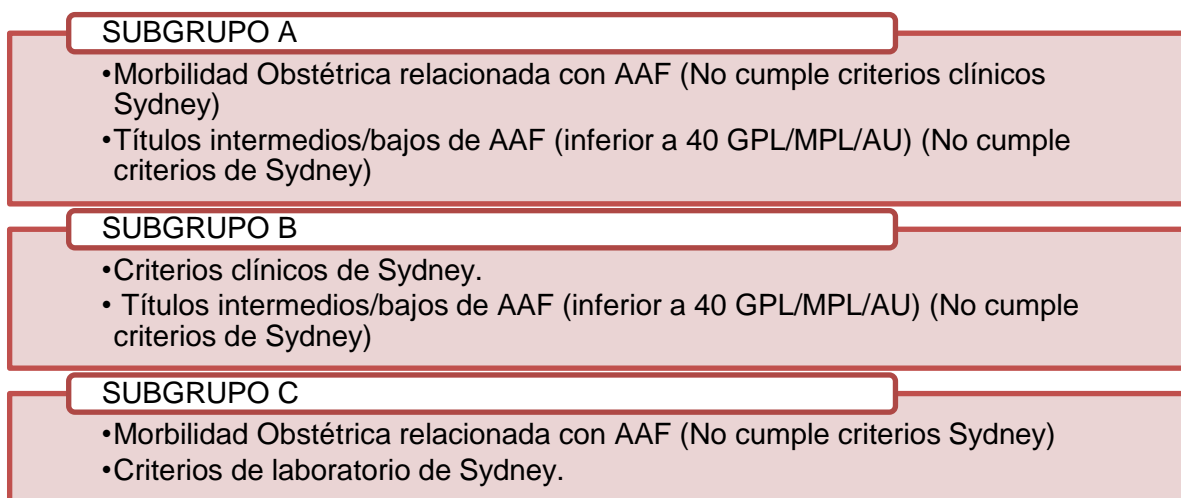 SUBGRUPO A
•Morbilidad Obstétrica relacionada con AAF (No cumple criterios clínicos
Sydney)
•Títulos intermedios/bajos de AAF (inferior a 40 GPL/MPL/AU) (No cumple
criterios de Sydney)
SUBGRUPO B
•Criterios clínicos de Sydney.
• Títulos intermedios/bajos de AAF (inferior a 40 GPL/MPL/AU) (No cumple
criterios de Sydney)
SUBGRUPO C
•Morbilidad Obstétrica relacionada con AAF (No cumple criterios Sydney)
•Criterios de laboratorio de Sydney.